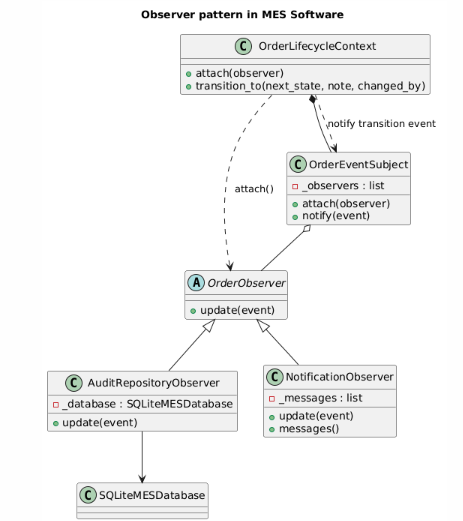 Observer pattern in MES Software
C OrderLifecycleContext
attach(observer)
transition_to(next_state, note, changed_by)
notify transition event
C OrderEventSubject
_observers : list
attach(observer)
notify(event)
attach()
A OrderObserver
update(event)
C AuditRepositoryObserver
_database : SQLiteMESDatabase
update(event)
C NotificationObserver
_messages : list
update(event)
messages()
C SQLiteMESDatabase